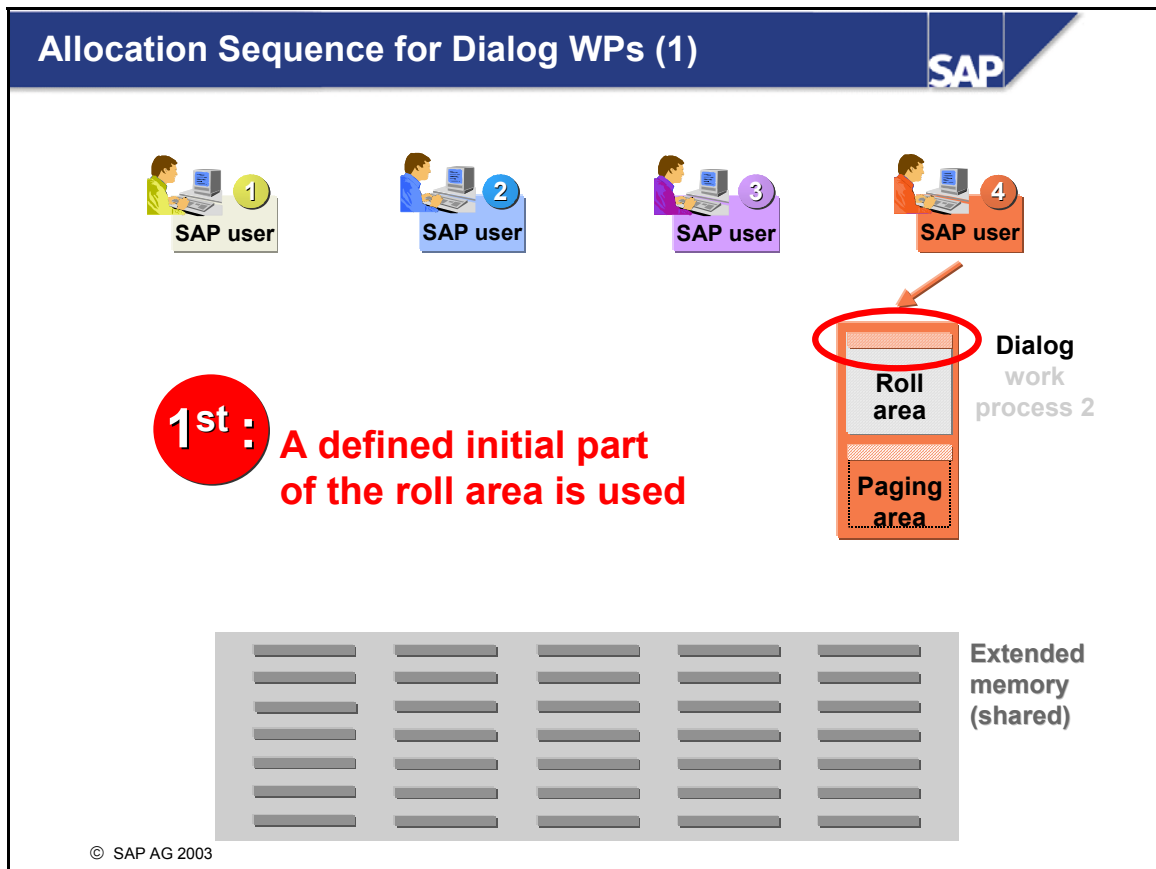 Allocation Sequence for Dialog WPs (1)
SAP
1
SAP user
2
SAP user
3
SAP user
4
SAP user
Dialog
work
process 2
Roll
area
1st :
A defined initial part
of the roll area is used
Paging
area
Extended
memory
(shared)
© SAP AG 2003